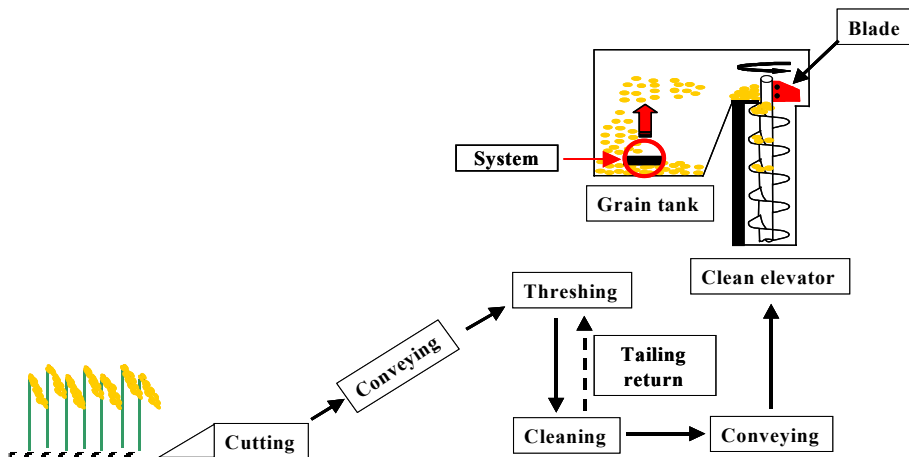 Blade
System
Grain tank
Clean elevator
Threshing
Conveying
Tailing
return
Cutting
Cleaning
Conveying